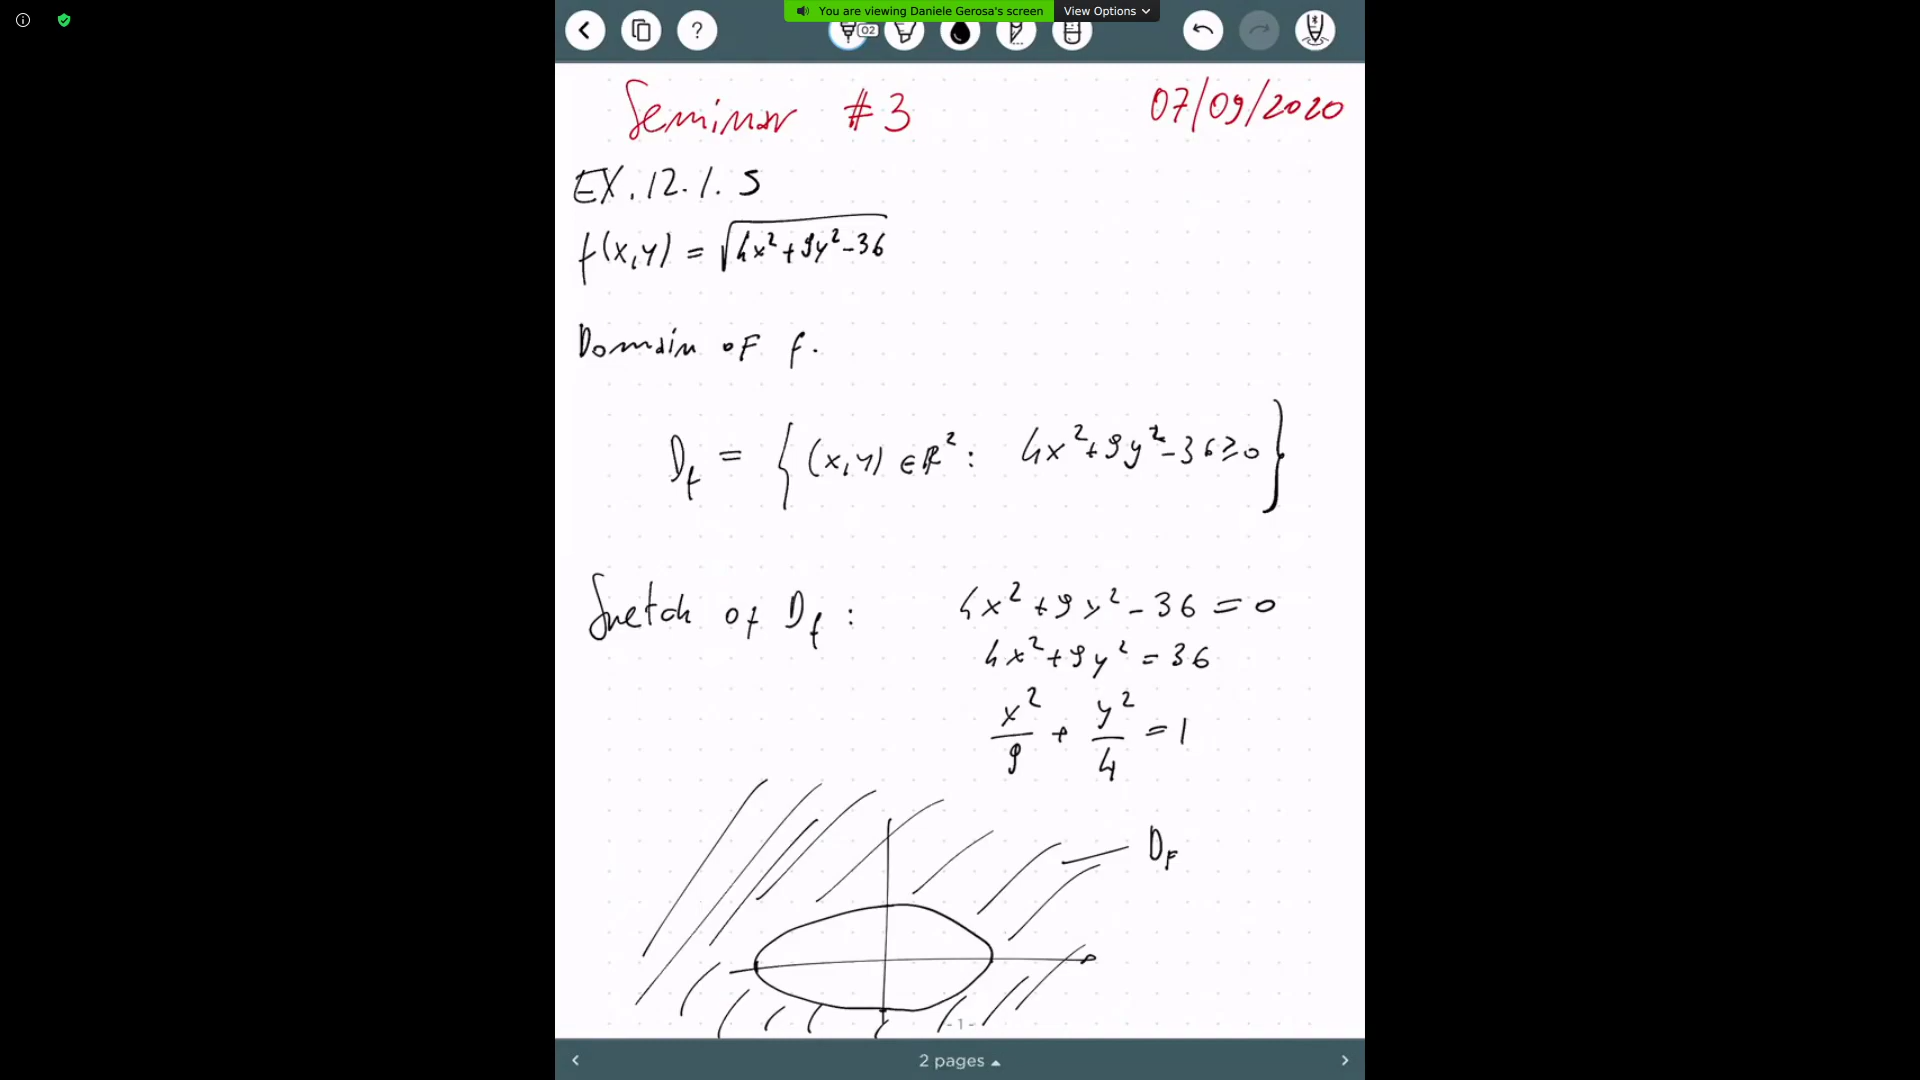 You are viewing Daniele Gerosa's screen View Options
? 02
Seminar #3 07/09/2020
EX. 12.1.5
f(x,y) = √(4x²+9y²-36)
Domain of f.
D_f = { (x,y) ∈ ℝ² : 4x²+9y²-36≥0 }
Sketch of D_f : 4x²+9y²-36=0
4x²+9y²=36
x²/9 + y²/4 = 1
D_f
- 1 -
2 pages